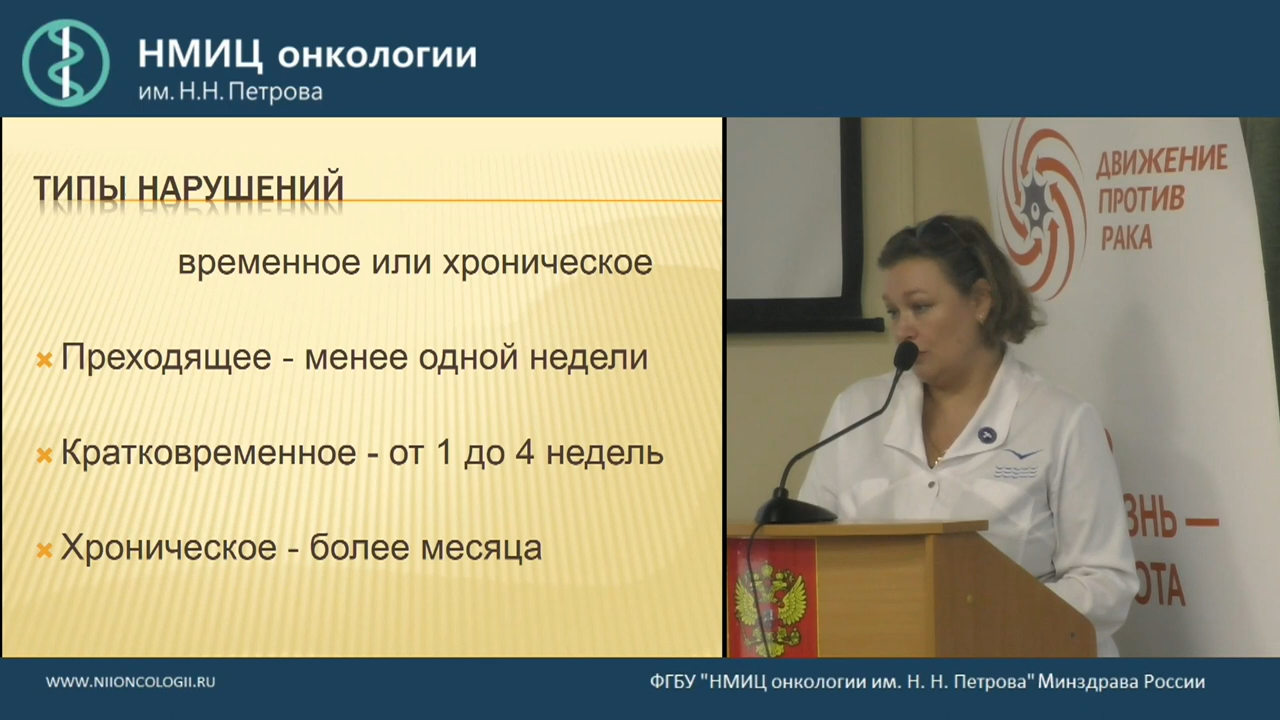 НМИЦ онкологии
им. Н.Н. Петрова
ТИПЫ НАРУШЕНИЙ
временное или хроническое
Преходящее - менее одной недели
Кратковременное - от 1 до 4 недель
Хроническое - более месяца
ДВИЖЕНИЕ
ПРОТИВ
РАКА
WWW.NIIONCOLOGII.RU
ФГБУ "НМИЦ онкологии им. Н. Н. Петрова" Минздрава России